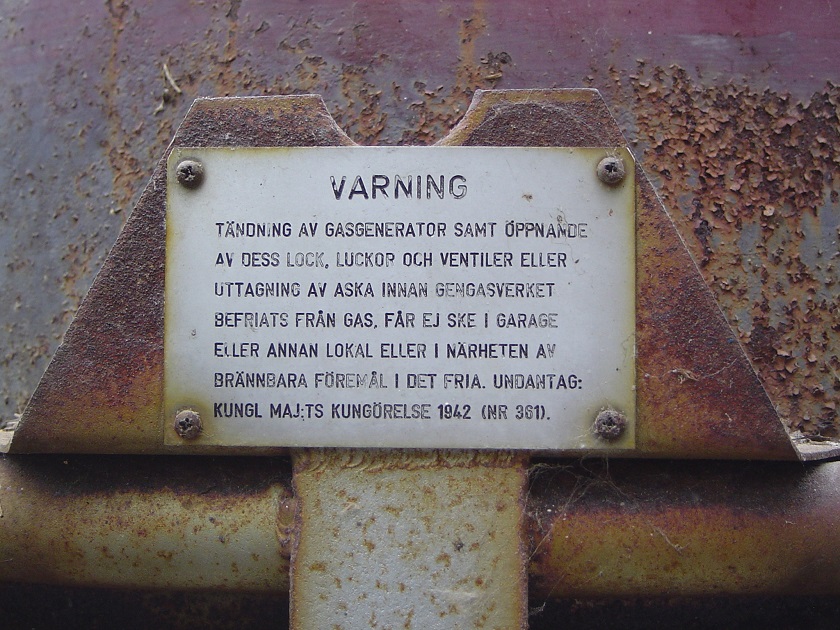 VARNING
TÄNDNING AV GASGENERATOR SAMT ÖPPNANDE
AV DESS LOCK, LUCKOR OCH VENTILER ELLER
UTTAGNING AV ASKA INNAN GENGASVERKET
BEFRIATS FRÅN GAS, FÅR EJ SKE I GARAGE
ELLER ANNAN LOKAL ELLER I NÄRHETEN AV
BRÄNNBARA FÖREMÅL I DET FRIA. UNDANTAG:
KUNGL MAJ:TS KUNGÖRELSE 1942 (NR 361).